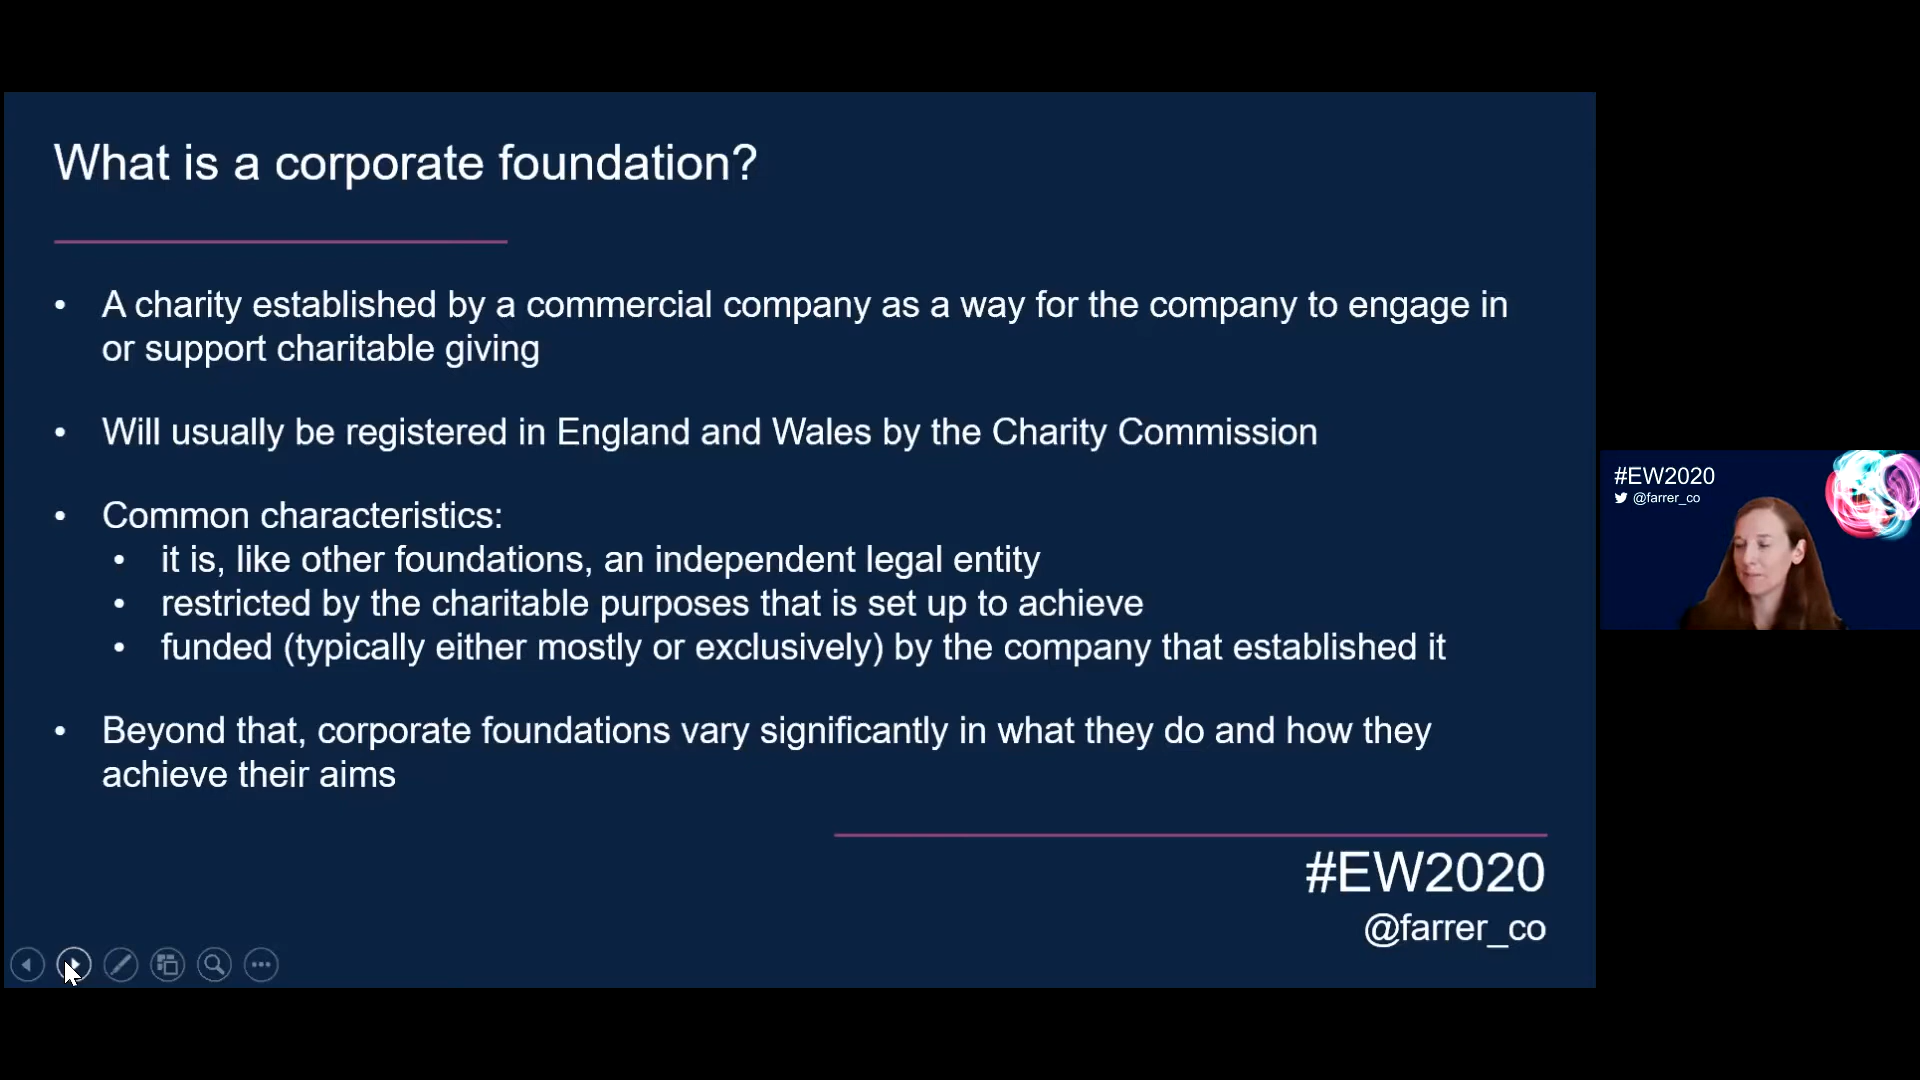 What is a corporate foundation?
• A charity established by a commercial company as a way for the company to engage in
or support charitable giving
• Will usually be registered in England and Wales by the Charity Commission
• Common characteristics:
• it is, like other foundations, an independent legal entity
• restricted by the charitable purposes that is set up to achieve
• funded (typically either mostly or exclusively) by the company that established it
• Beyond that, corporate foundations vary significantly in what they do and how they
achieve their aims
#EW2020
@farrer_co
#EW2020
@farrer_co